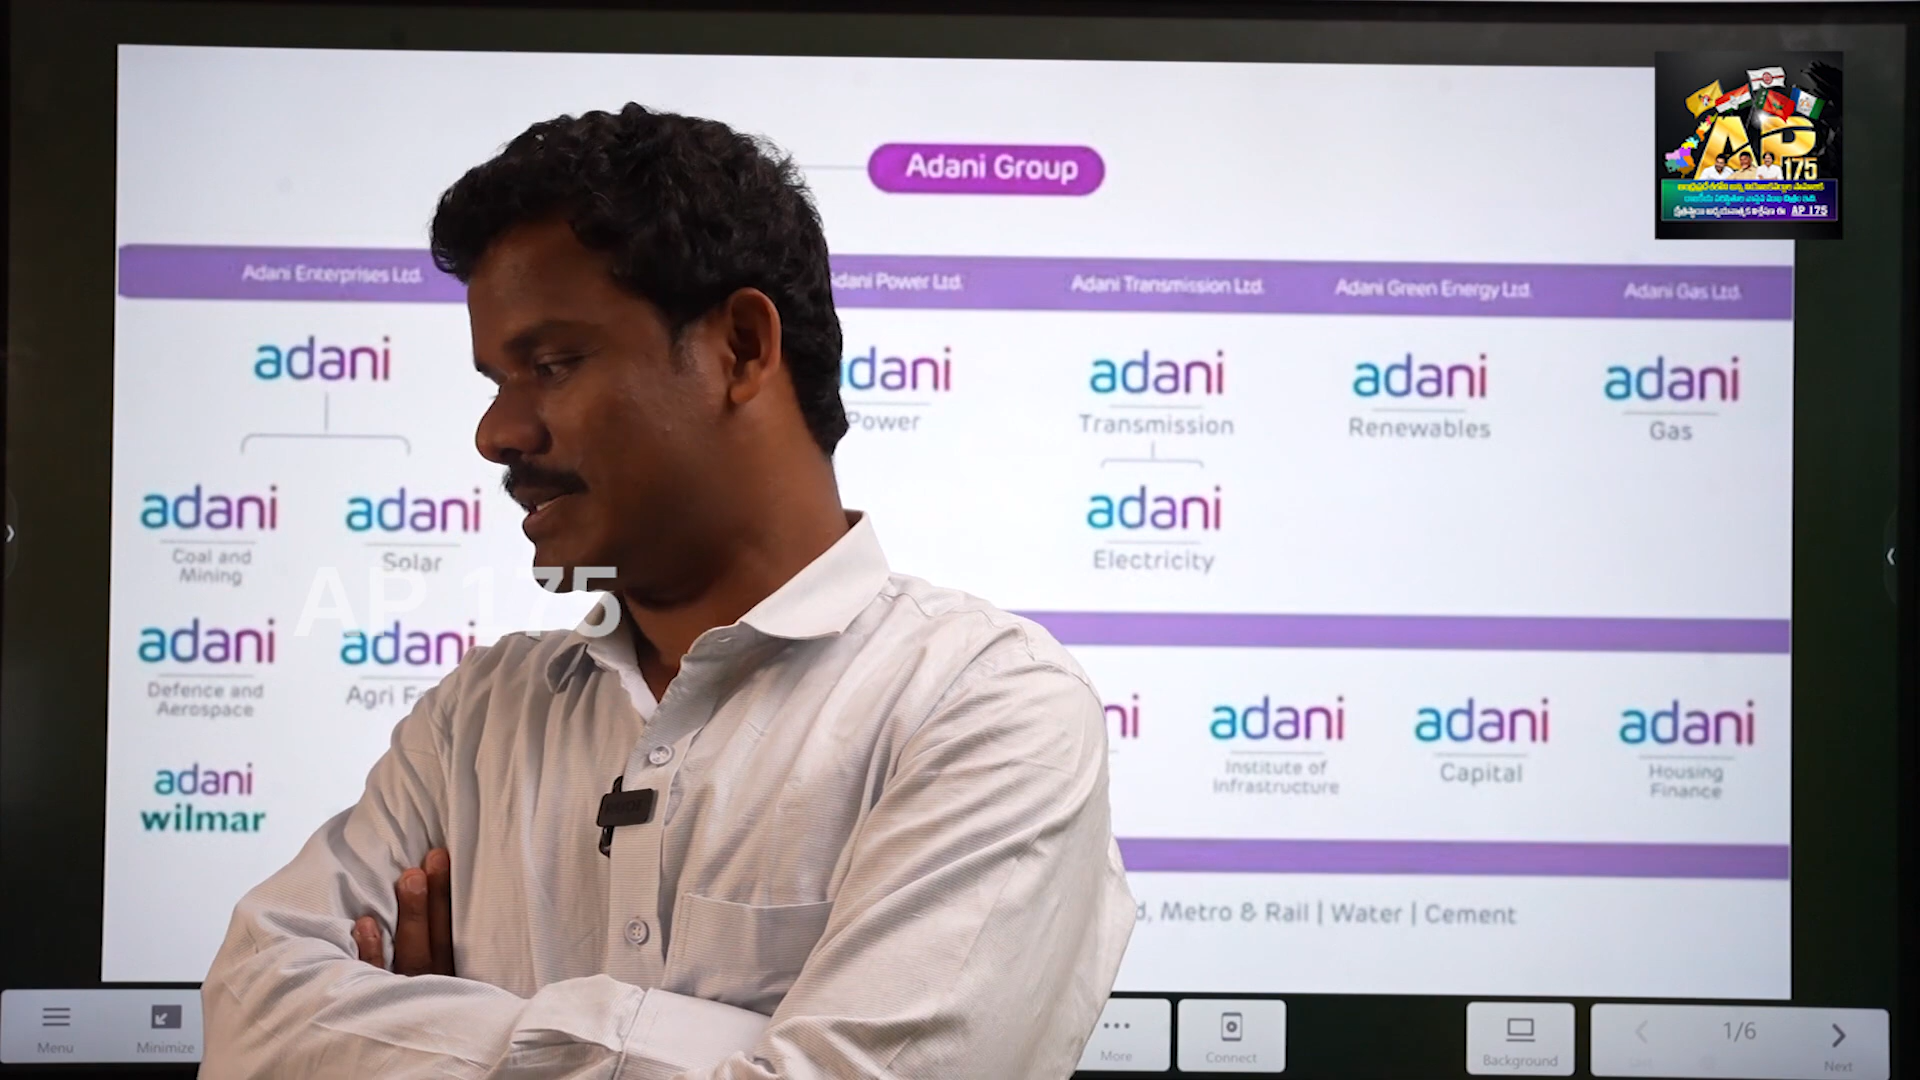 Adani Group
AP
175
AP 175
Adani Enterprises Ltd.
dani Power Ltd.
Adani Transmission Ltd.
Adani Green Energy Ltd.
Adani Gas Ltd.
adani
dani
Power
adani
Transmission
adani
Renewables
adani
Gas
adani
Coal and
Mining
adani
Solar
adani
Electricity
AP 175
adani
Defence and
Aerospace
adani
Agri
adani
wilmar
ni
adani
Institute of
Infrastructure
adani
Capital
adani
Housing
Finance
d, Metro & Rail | Water | Cement
Menu
Minimize
More
Connect
Background
1/6
Next